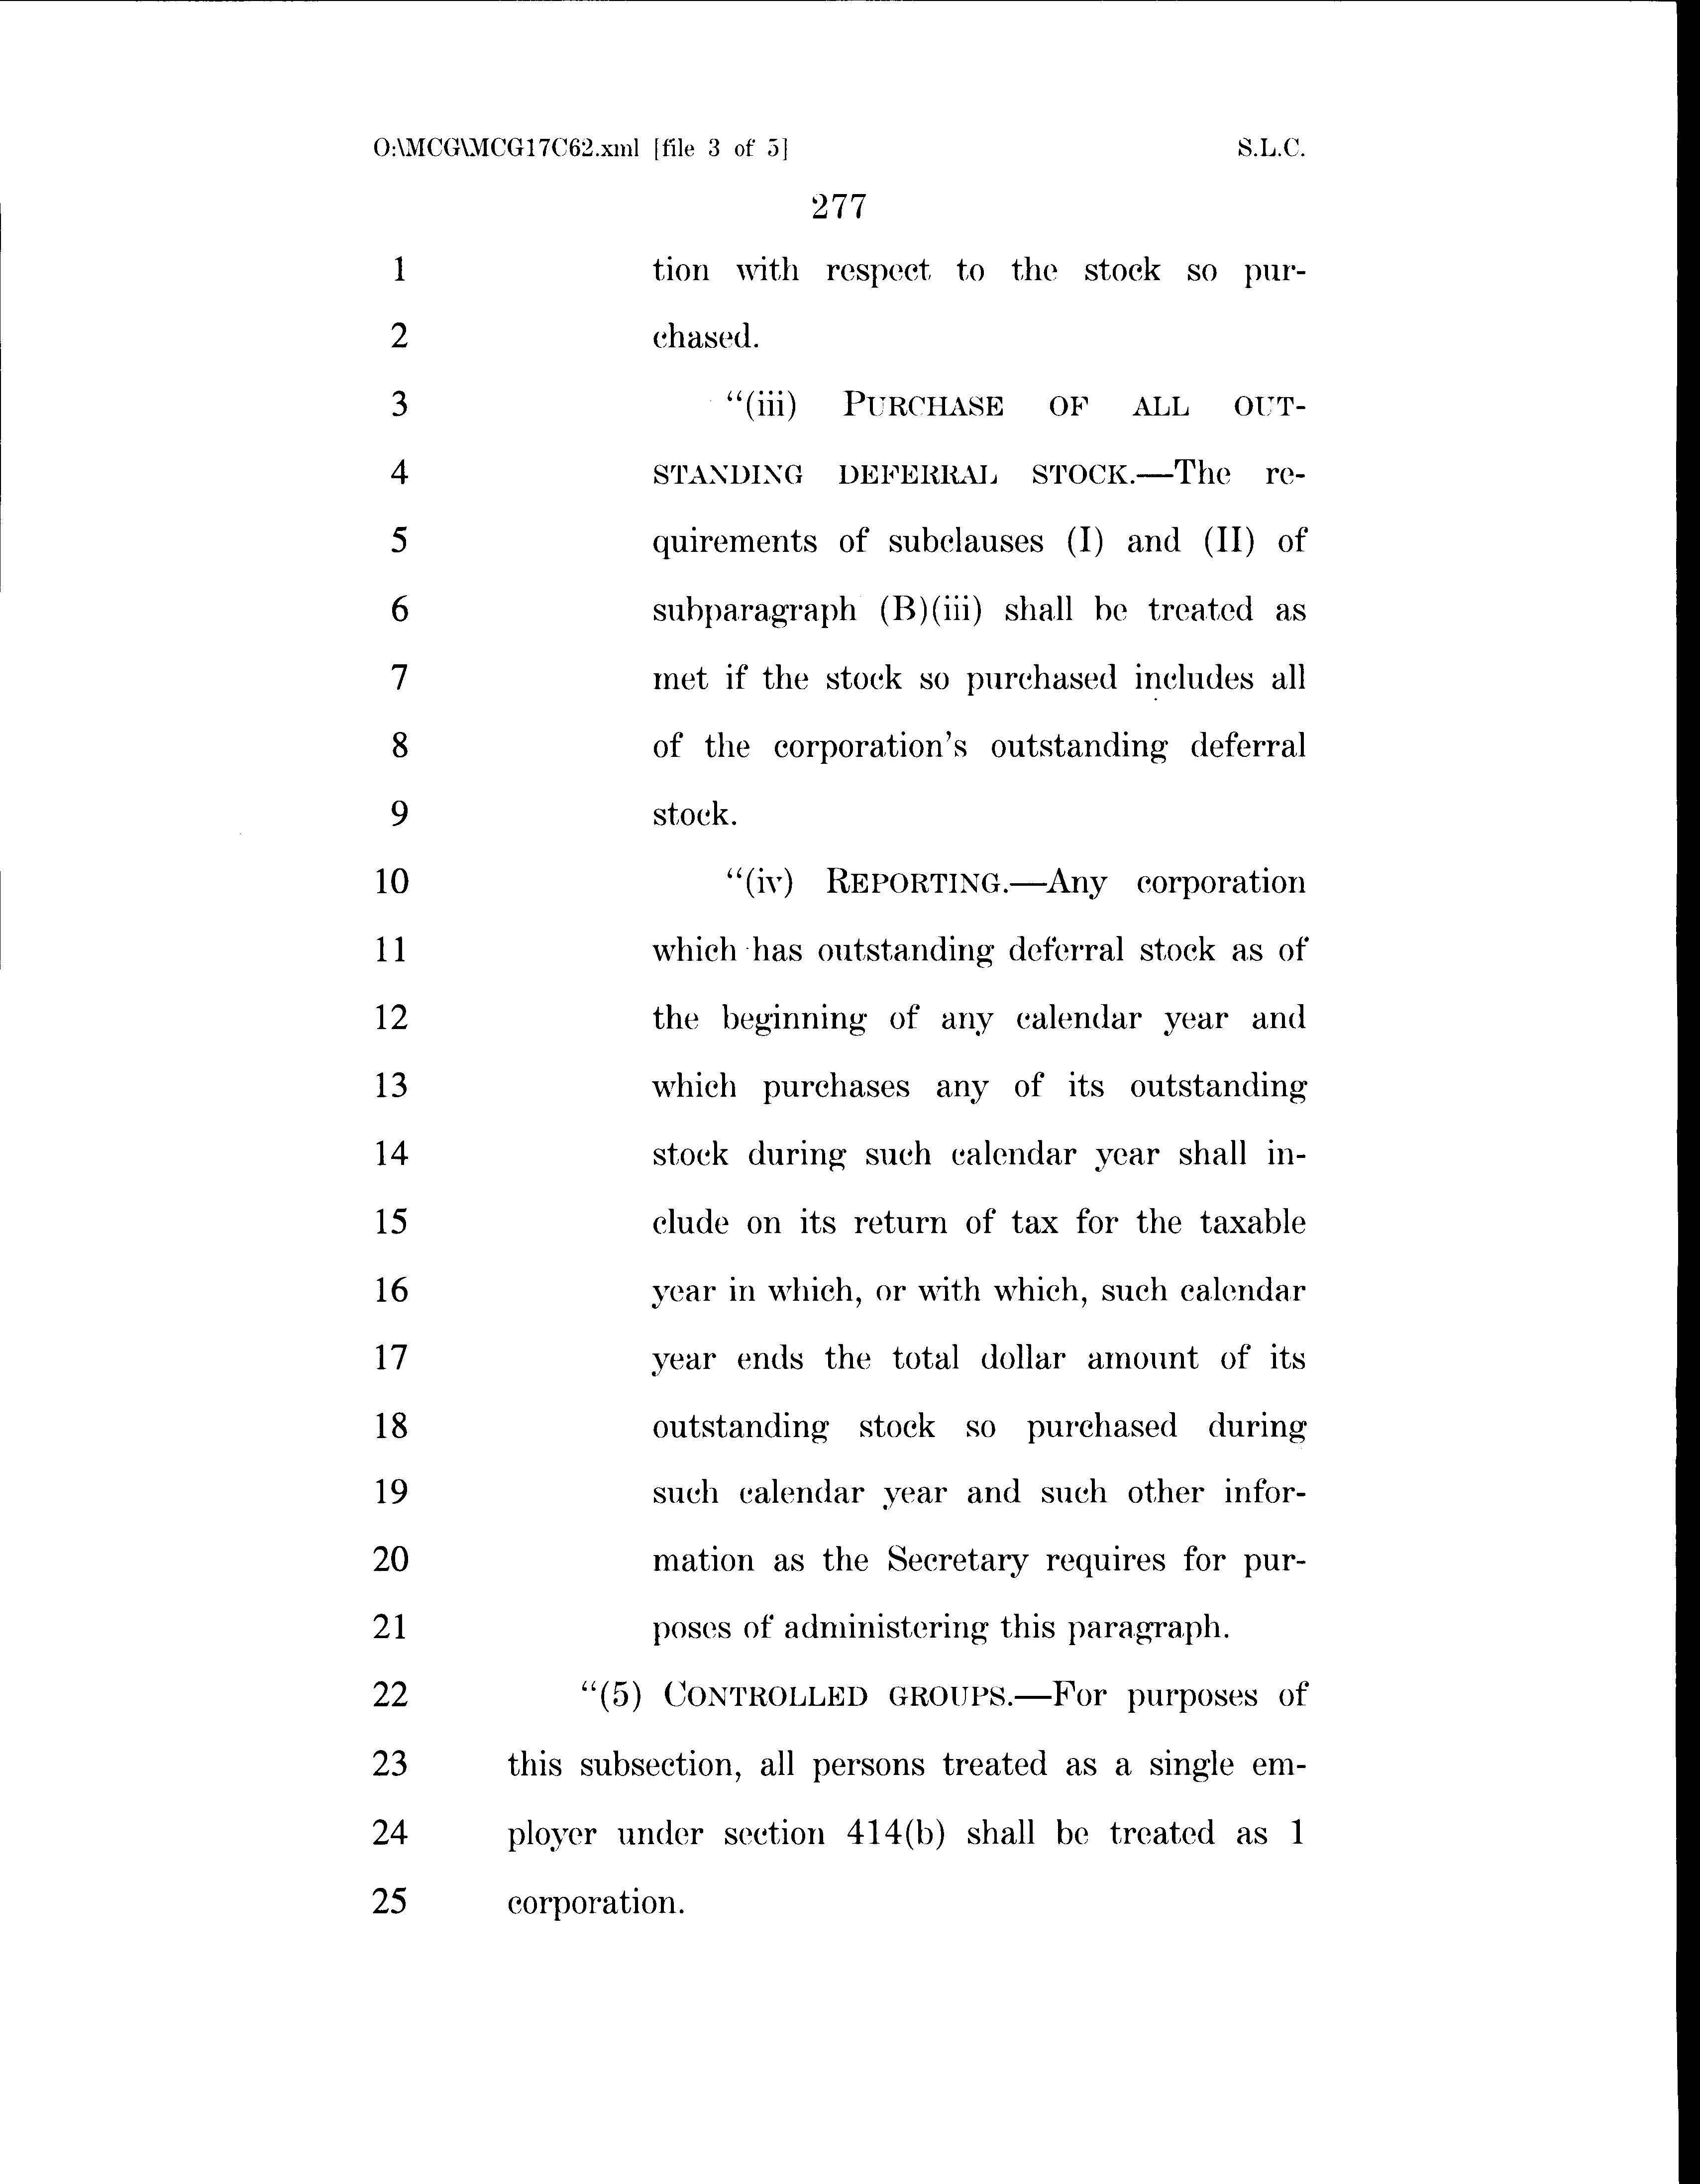 O:\MCG\MCG17C62.xml [file 3 of 5] S.L.C.
277
1 tion with respect to the stock so pur-
2 chased.
3 “(iii) PURCHASE OF ALL OUT-
4 STANDING DEFERRAL STOCK.—The re-
5 quirements of subclauses (I) and (II) of
6 subparagraph (B)(iii) shall be treated as
7 met if the stock so purchased includes all
8 of the corporation's outstanding deferral
9 stock.
10 “(iv) REPORTING.—Any corporation
11 which has outstanding deferral stock as of
12 the beginning of any calendar year and
13 which purchases any of its outstanding
14 stock during such calendar year shall in-
15 clude on its return of tax for the taxable
16 year in which, or with which, such calendar
17 year ends the total dollar amount of its
18 outstanding stock so purchased during
19 such calendar year and such other infor-
20 mation as the Secretary requires for pur-
21 poses of administering this paragraph.
22 “(5) CONTROLLED GROUPS.—For purposes of
23 this subsection, all persons treated as a single em-
24 ployer under section 414(b) shall be treated as 1
25 corporation.